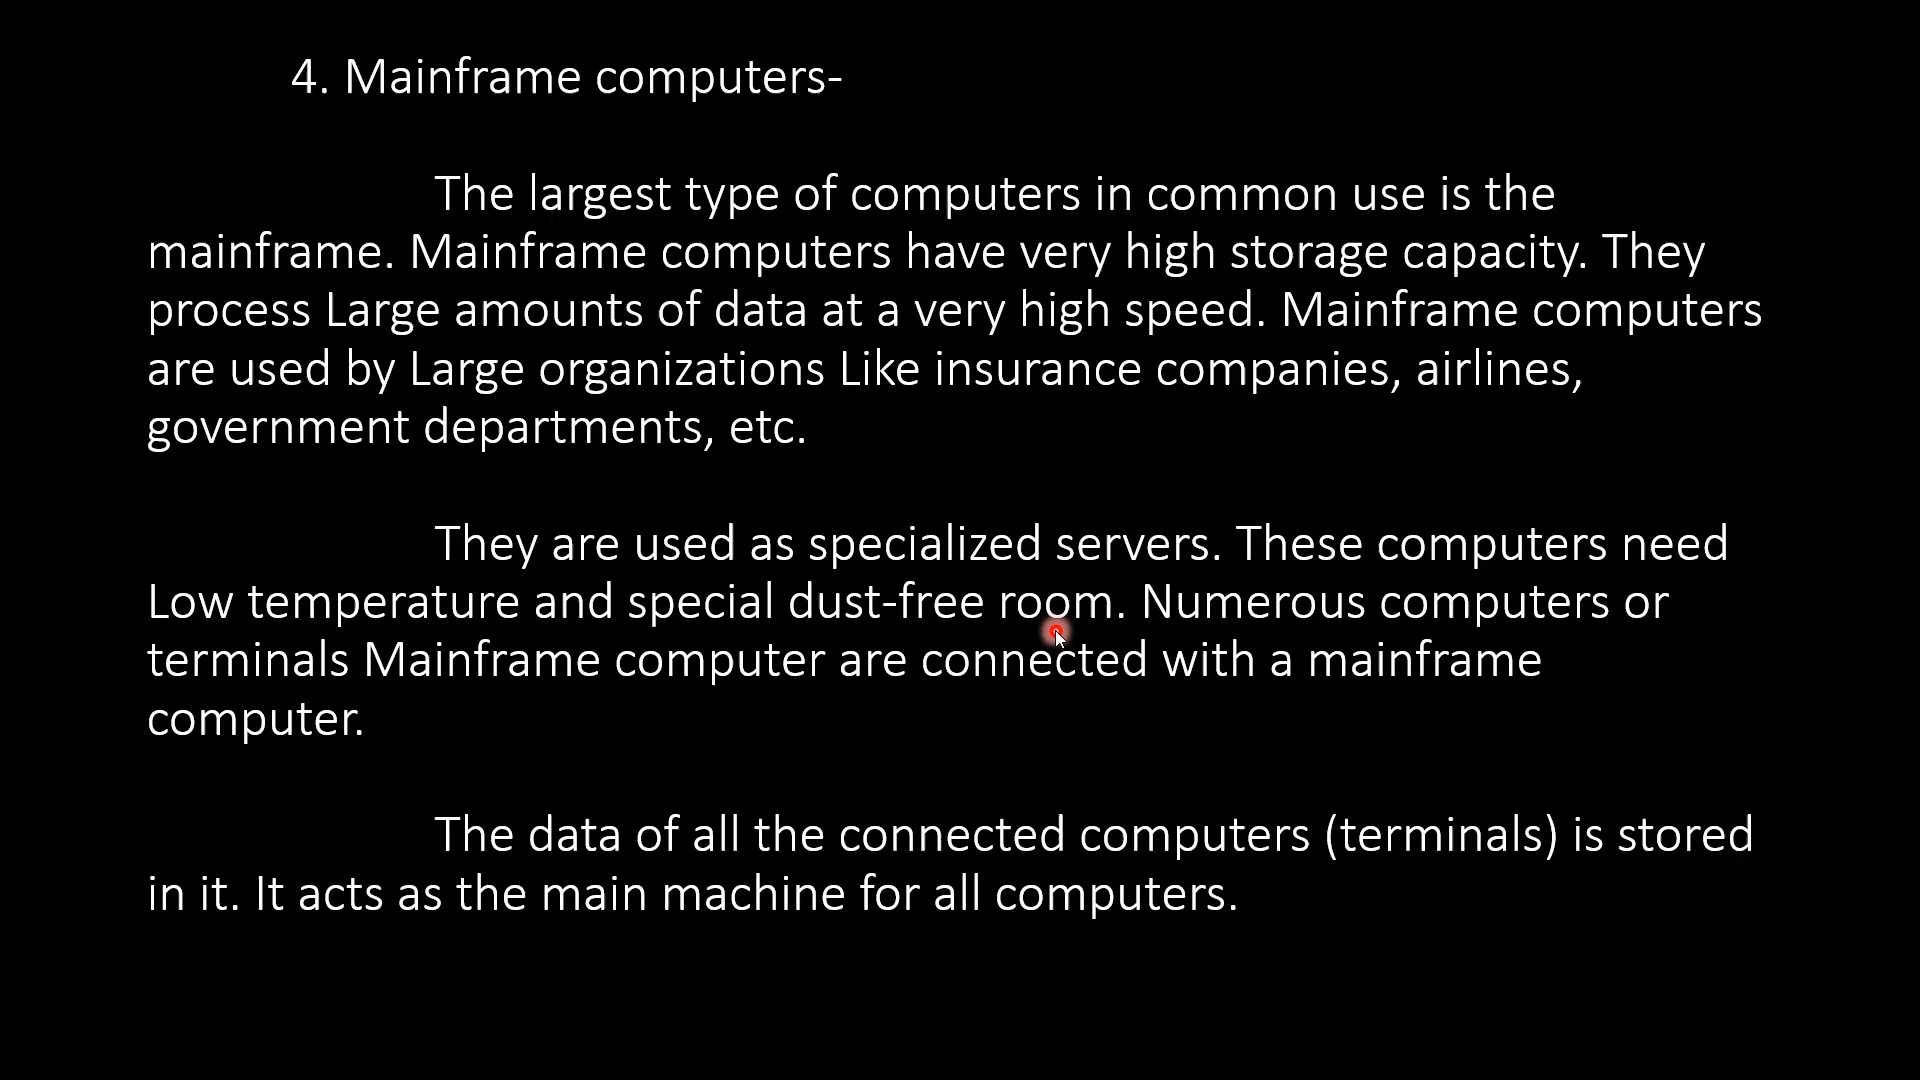 4. Mainframe computers-
The largest type of computers in common use is the
mainframe. Mainframe computers have very high storage capacity. They
process Large amounts of data at a very high speed. Mainframe computers
are used by Large organizations Like insurance companies, airlines,
government departments, etc.
They are used as specialized servers. These computers need
Low temperature and special dust-free room. Numerous computers or
terminals Mainframe computer are connected with a mainframe
computer.
The data of all the connected computers (terminals) is stored
in it. It acts as the main machine for all computers.